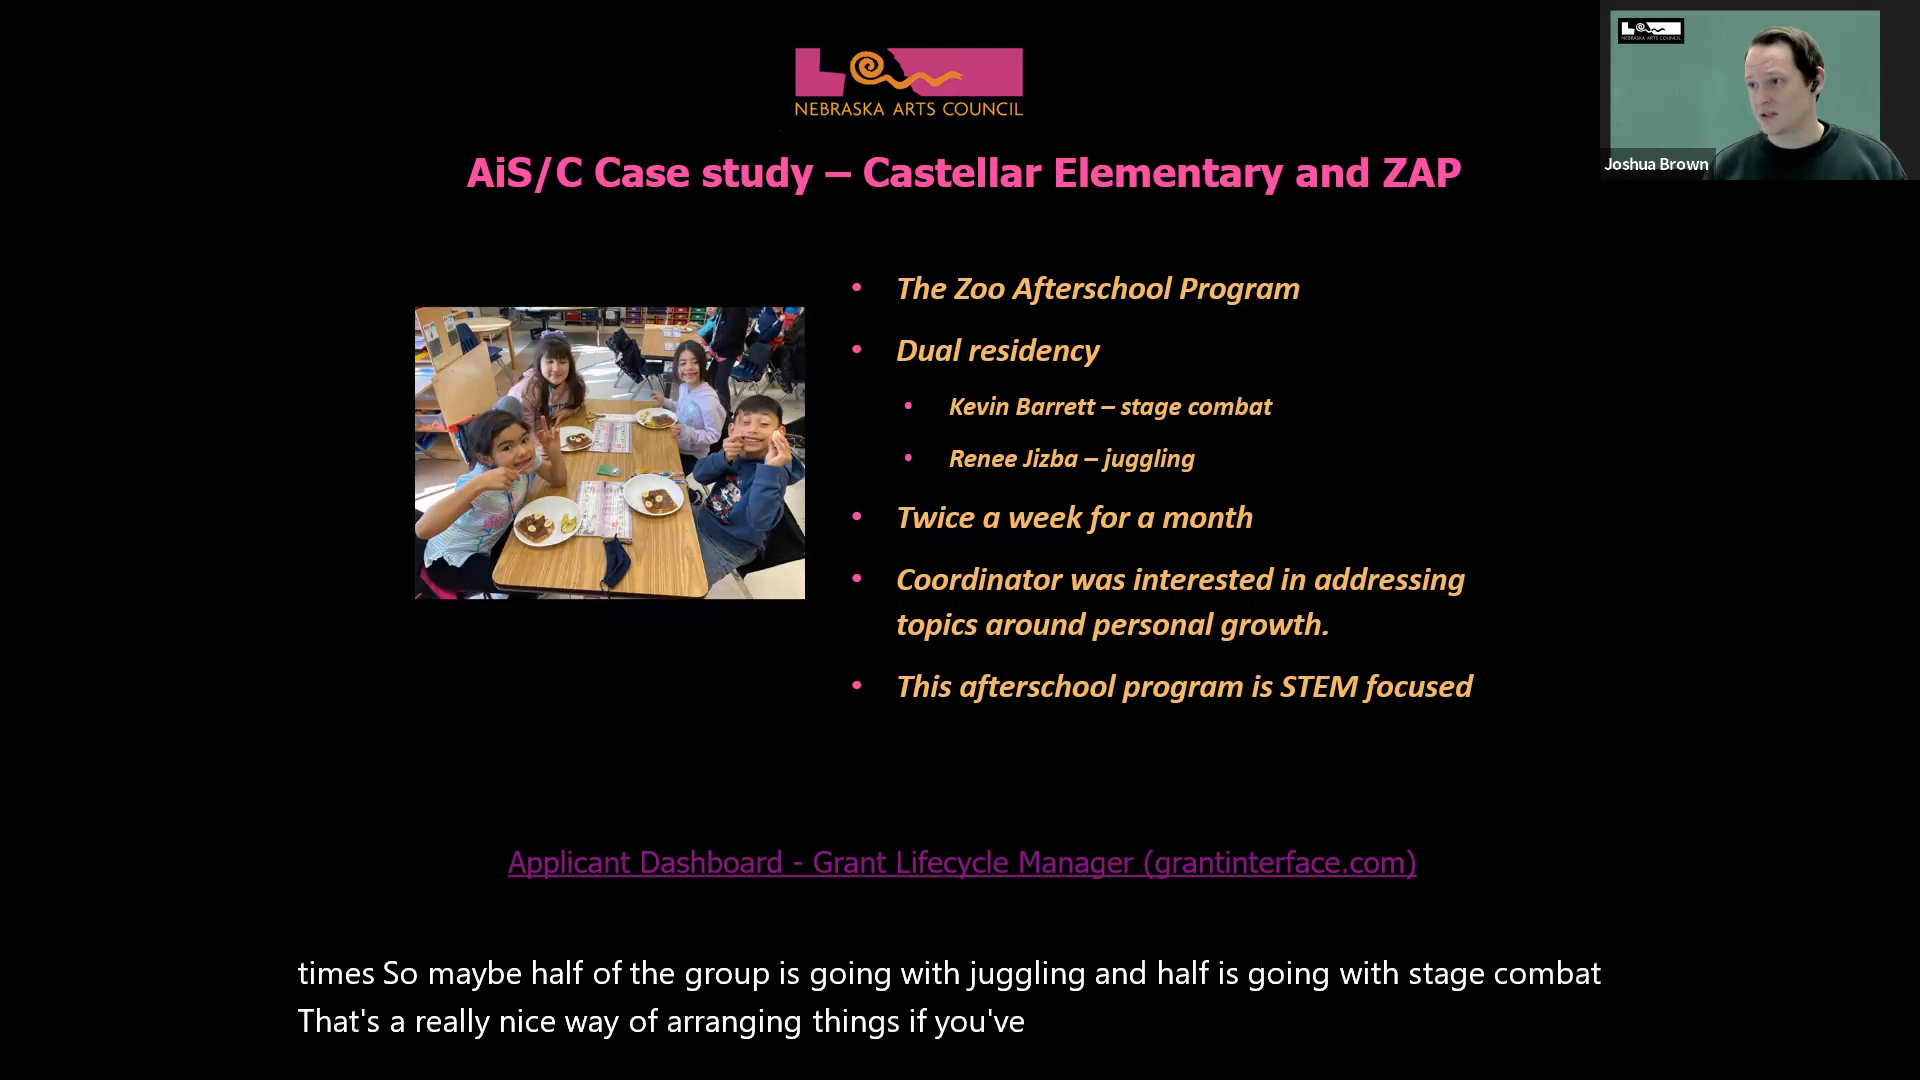 NEBRASKA ARTS COUNCIL
NEBRASKA ARTS COUNCIL
Joshua Brown
AiS/C Case study – Castellar Elementary and ZAP
• The Zoo Afterschool Program
• Dual residency
• Kevin Barrett – stage combat
• Renee Jizba – juggling
• Twice a week for a month
• Coordinator was interested in addressing
topics around personal growth.
• This afterschool program is STEM focused
Applicant Dashboard - Grant Lifecycle Manager (grantinterface.com)
times So maybe half of the group is going with juggling and half is going with stage combat
That's a really nice way of arranging things if you've